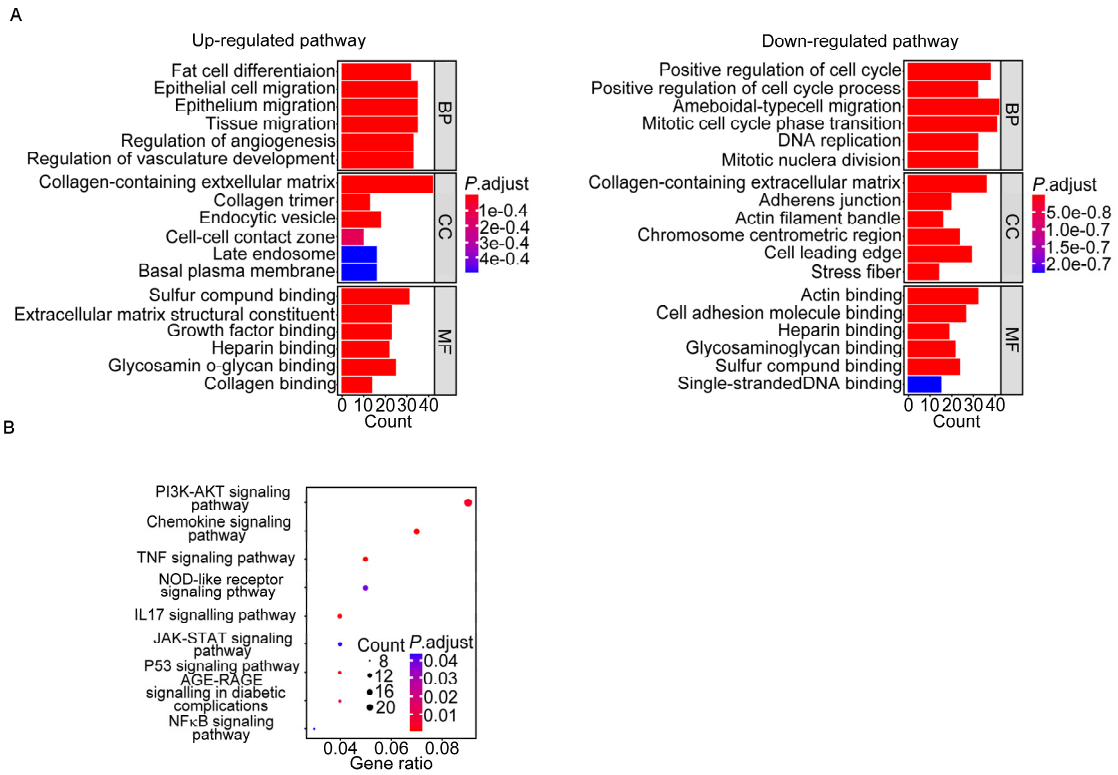 A
Up-regulated pathway
Fat cell differentiaion
Epithelial cell migration
Epithelium migration
Tissue migration
Regulation of angiogenesis
Regulation of vasculature development
BP
Collagen-containing extxellular matrix
Collagen trimer
Endocytic vesicle
Cell-cell contact zone
Late endosome
Basal plasma membrane
CC
Sulfur compund binding
Extracellular matrix structural constituent
Growth factor binding
Heparin binding
Glycosamin o-glycan binding
Collagen binding
MF
0 10 20 30 40
Count
P.adjust
1e-0.4
2e-0.4
3e-0.4
4e-0.4
Down-regulated pathway
Positive regulation of cell cycle
Positive regulation of cell cycle process
Ameboidal-typecell migration
Mitotic cell cycle phase transition
DNA replication
Mitotic nuclera division
BP
Collagen-containing extracellular matrix
Adherens junction
Actin filament bandle
Chromosome centrometric region
Cell leading edge
Stress fiber
CC
Actin binding
Cell adhesion molecule binding
Heparin binding
Glycosaminoglycan binding
Sulfur compund binding
Single-strandedDNA binding
MF
0 10 20 30 40
Count
P.adjust
5.0e-0.8
1.0e-0.7
1.5e-0.7
2.0e-0.7
B
PI3K-AKT signaling
pathway
Chemokine signaling
pathway
TNF signaling pathway
NOD-like receptor
signaling pthway
IL17 signalling pathway
JAK-STAT signaling
pathway
P53 signaling pathway
AGE-RAGE
signalling in diabetic
complications
NFκB signaling
pathway
Count
8
12
16
20
P.adjust
0.04
0.03
0.02
0.01
0.04 0.06 0.08
Gene ratio